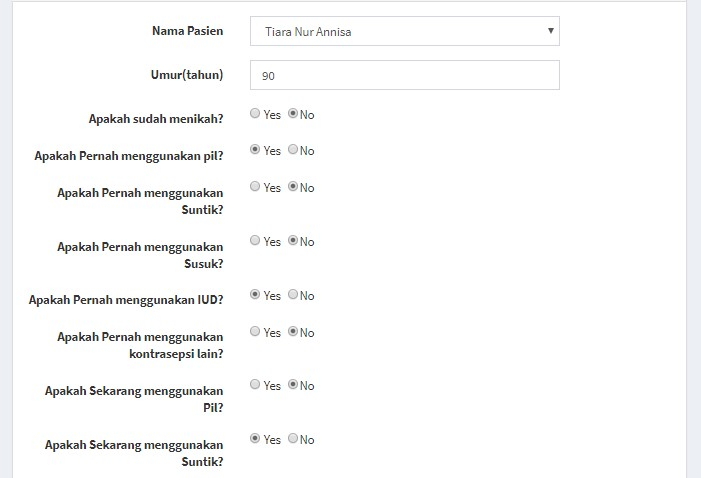 Nama Pasien Tiara Nur Annisa
Umur(tahun) 90
Apakah sudah menikah? Yes No
Apakah Pernah menggunakan pil? Yes No
Apakah Pernah menggunakan Yes No
Suntik?
Apakah Pernah menggunakan Yes No
Susuk?
Apakah Pernah menggunakan IUD? Yes No
Apakah Pernah menggunakan Yes No
kontrasepsi lain?
Apakah Sekarang menggunakan Yes No
Pil?
Apakah Sekarang menggunakan Yes No
Suntik?